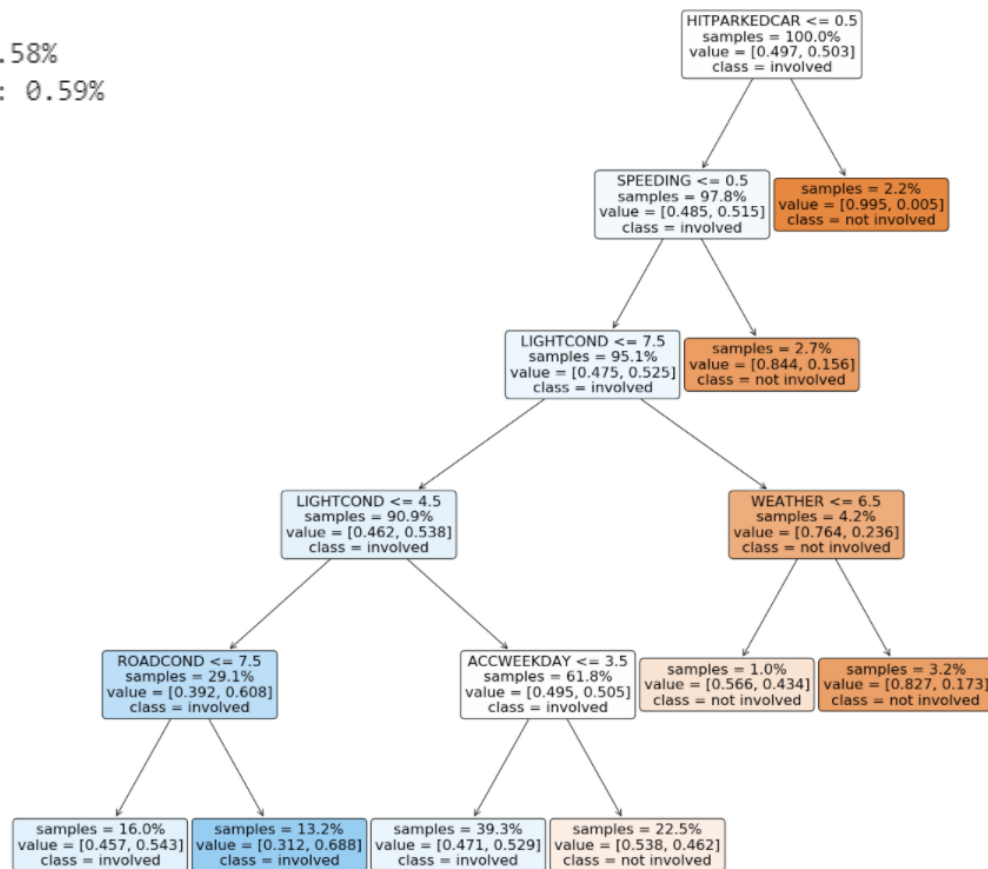 .58%
: 0.59%
HITPARKEDCAR <= 0.5
samples = 100.0%
value = [0.497, 0.503]
class = involved
SPEEDING <= 0.5
samples = 97.8%
value = [0.485, 0.515]
class = involved
samples = 2.2%
value = [0.995, 0.005]
class = not involved
LIGHTCOND <= 7.5
samples = 95.1%
value = [0.475, 0.525]
class = involved
samples = 2.7%
value = [0.844, 0.156]
class = not involved
LIGHTCOND <= 4.5
samples = 90.9%
value = [0.462, 0.538]
class = involved
WEATHER <= 6.5
samples = 4.2%
value = [0.764, 0.236]
class = not involved
ROADCOND <= 7.5
samples = 29.1%
value = [0.392, 0.608]
class = involved
ACCWEEKDAY <= 3.5
samples = 61.8%
value = [0.495, 0.505]
class = involved
samples = 1.0%
value = [0.566, 0.434]
class = not involved
samples = 3.2%
value = [0.827, 0.173]
class = not involved
samples = 16.0%
value = [0.457, 0.543]
class = involved
samples = 13.2%
value = [0.312, 0.688]
class = involved
samples = 39.3%
value = [0.471, 0.529]
class = involved
samples = 22.5%
value = [0.538, 0.462]
class = not involved